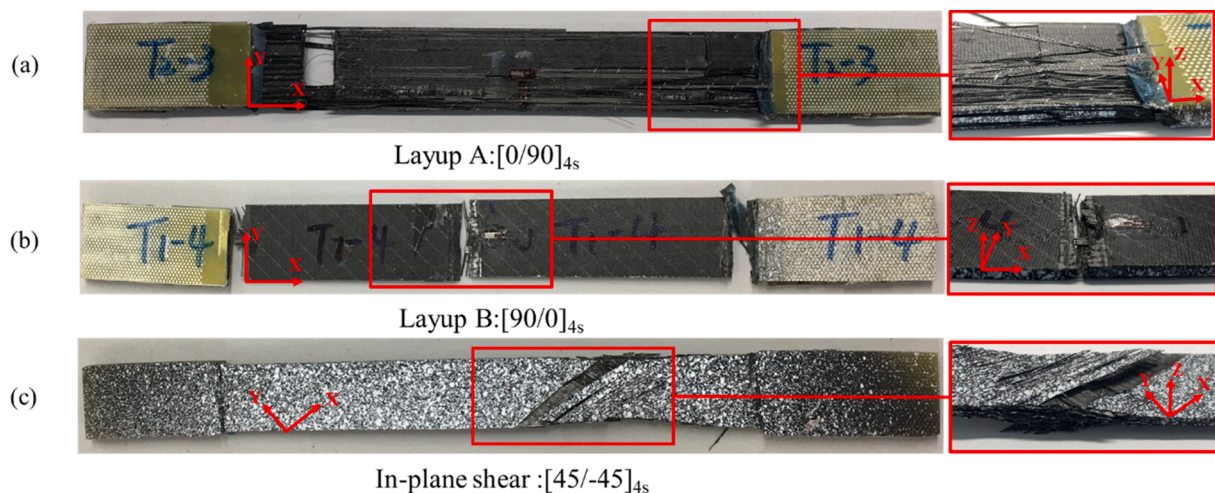 (a)
T2-3
Y
X
T2-3
Y
Z
X
Layup A:[0/90]4s
(b)
T1-4
Y
X
T1-4
T1-4
T1-4
-4
Z
Y
X
Layup B:[90/0]4s
(c)
Y
X
Y
Z
X
In-plane shear :[45/-45]4s